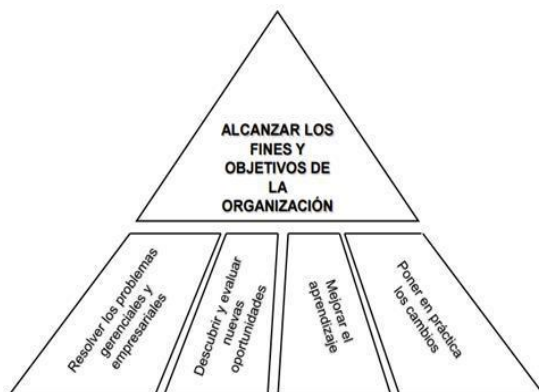 ALCANZAR LOS
FINES Y
OBJETIVOS DE
LA
ORGANIZACIÓN
Resolver los problemas
gerenciales y
empresariales
Descubrir y evaluar
nuevas
oportunidades
Mejorar el
aprendizaje
Poner en práctica
los cambios